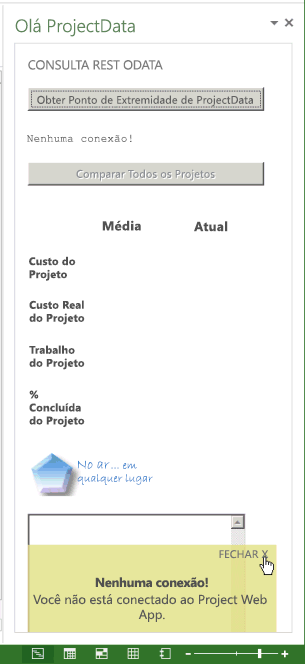 Olá ProjectData
CONSULTA REST ODATA
Obter Ponto de Extremidade de ProjectData
Nenhuma conexão!
Comparar Todos os Projetos
Média Atual
Custo do
Projeto
Custo Real
do Projeto
Trabalho
do Projeto
%
Concluída
do Projeto
No ar ... em
qualquer lugar
FECHAR X
Nenhuma conexão!
Você não está conectado ao Project Web
App.